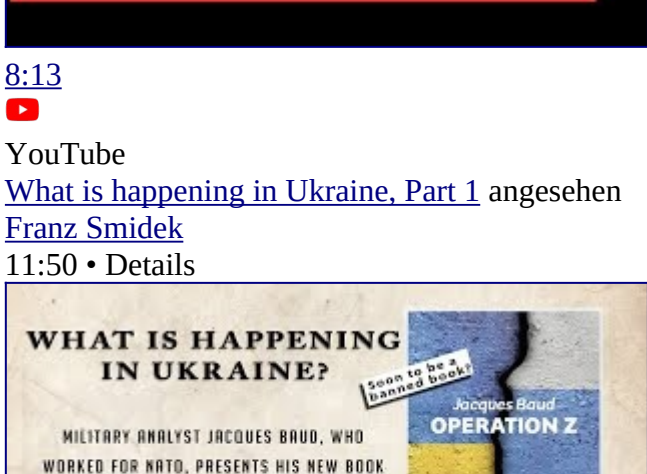 8:13
YouTube
What is happening in Ukraine, Part 1 angesehen
Franz Smidek
11:50 • Details
WHAT IS HAPPENING
IN UKRAINE?
Soon to be a
banned book?
Jacques Baud
OPERATION Z
MILITARY ANALYST JACQUES BAUD, WHO
WORKED FOR NATO, PRESENTS HIS NEW BOOK